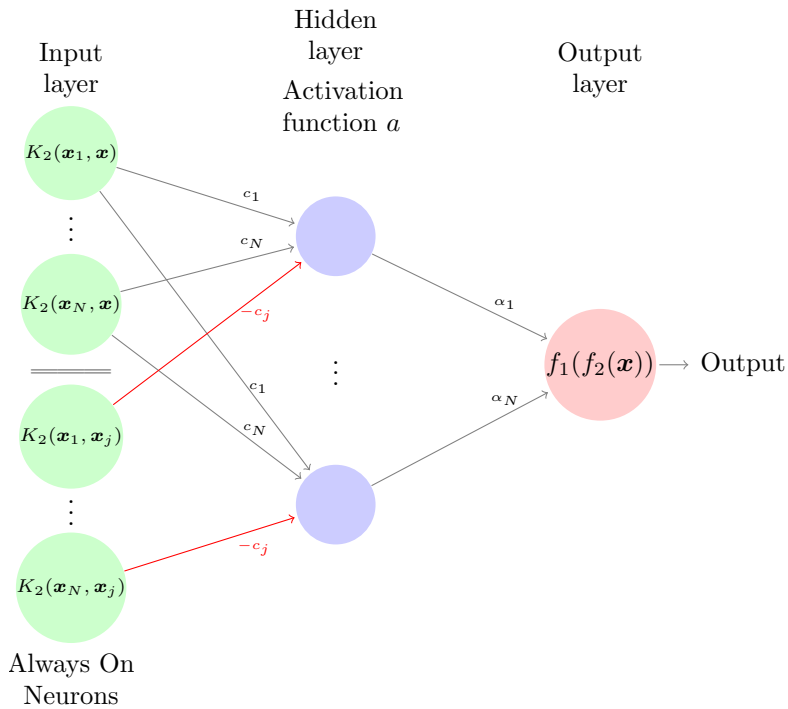 Input
layer
Hidden
layer
Activation
function a
Output
layer
K₂(x₁, x)
⋮
K₂(x_N, x)
K₂(x₁, x_j)
⋮
K₂(x_N, x_j)
Always On
Neurons
c₁
c_N
−c_j
c₁
c_N
−c_j
⋮
α₁
α_N
f₁(f₂(x))
Output